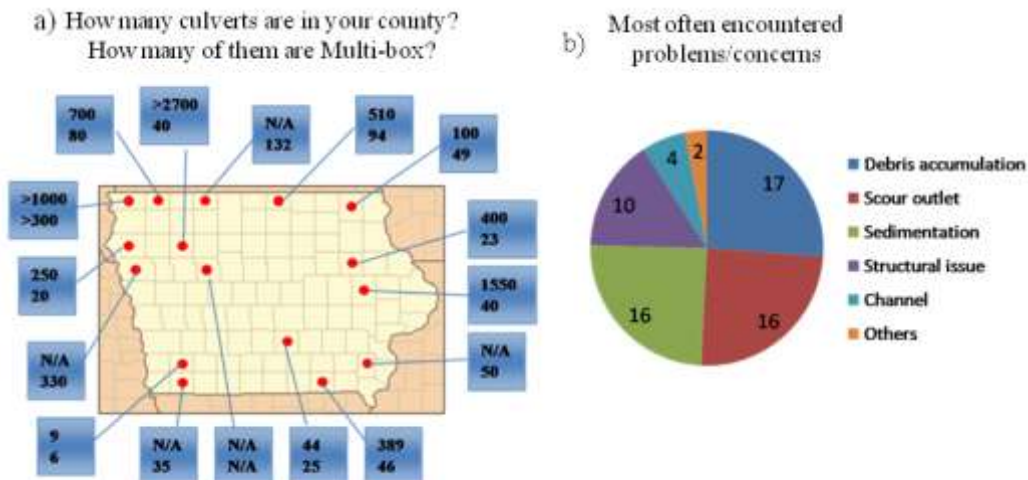 a) How many culverts are in your county?
How many of them are Multi-box?
700
80
>2700
40
N/A
132
510
94
100
49
>1000
>300
400
23
250
20
1550
40
N/A
330
N/A
50
9
6
N/A
35
N/A
N/A
44
25
389
46
b) Most often encountered
problems/concerns
17
16
16
10
4
2
Debris accumulation
Scour outlet
Sedimentation
Structural issue
Channel
Others